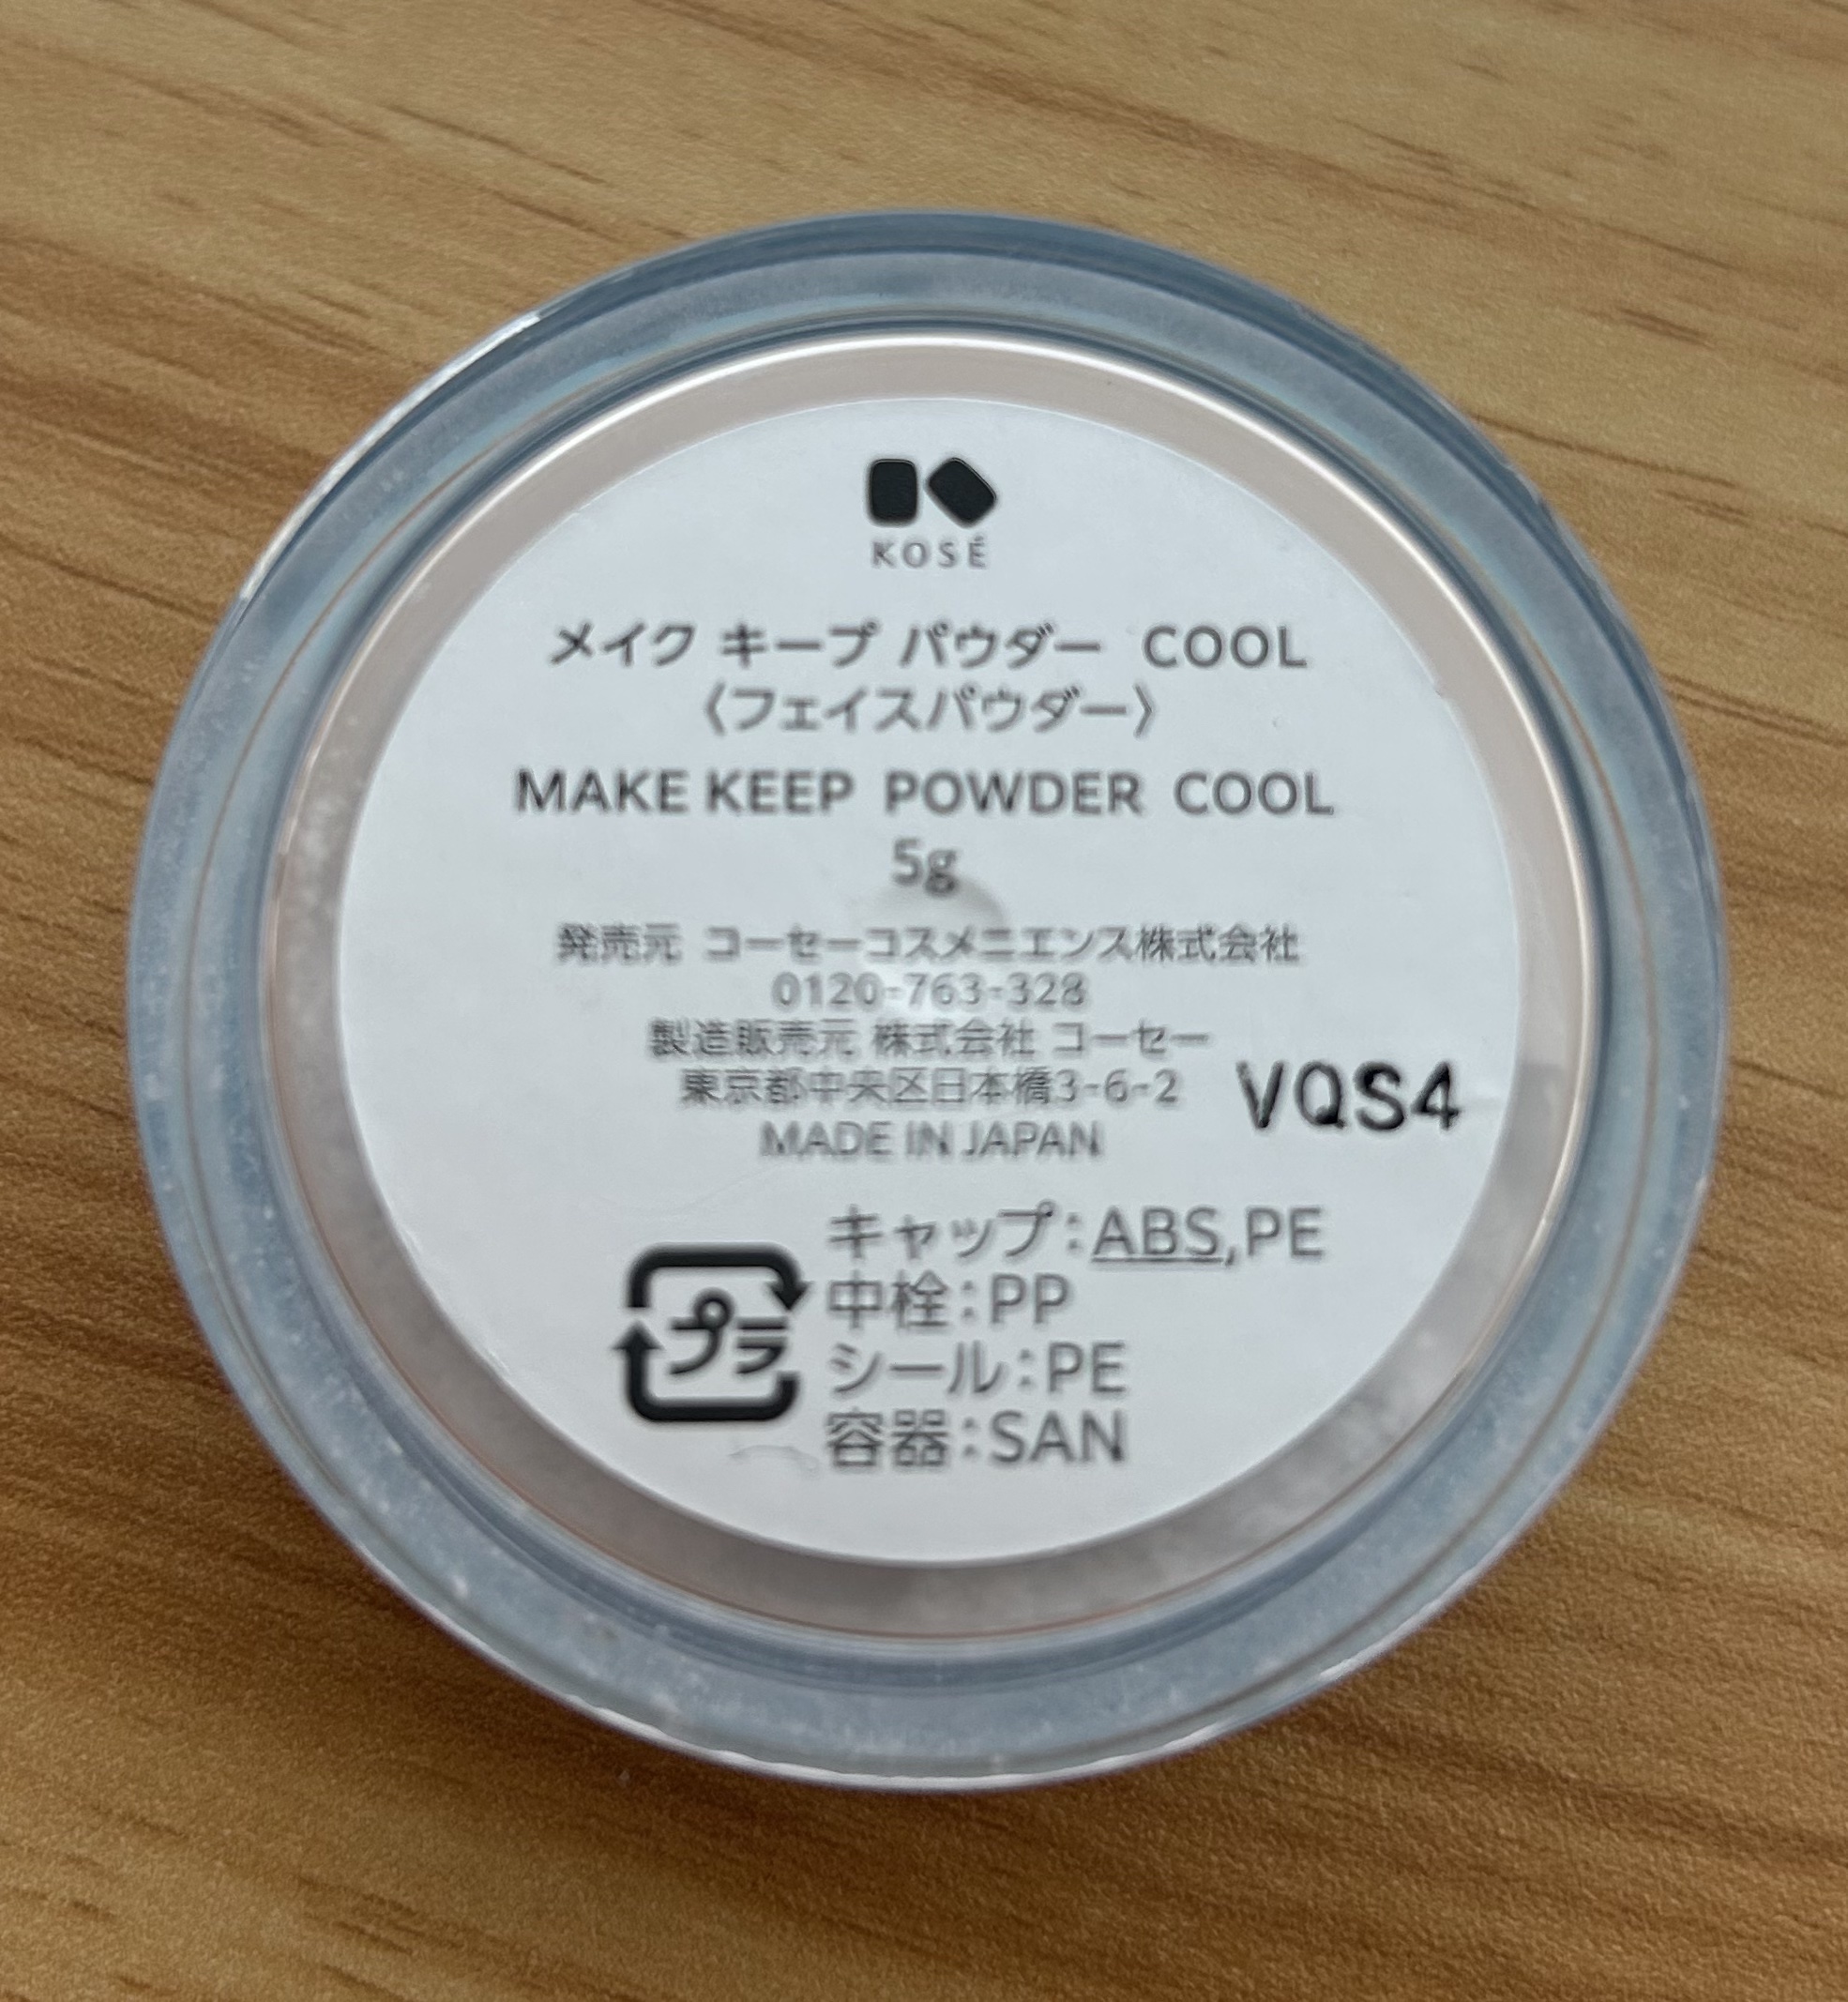 KOSÉ
メイク キープ パウダー COOL
〈フェイスパウダー〉
MAKE KEEP POWDER COOL
5g
発売元 コーセーコスメニエンス株式会社
0120-763-328
製造販売元 株式会社 コーセー
東京都中央区日本橋3-6-2
VQS4
MADE IN JAPAN
プラ
キャップ:ABS,PE
中栓:PP
シール:PE
容器:SAN